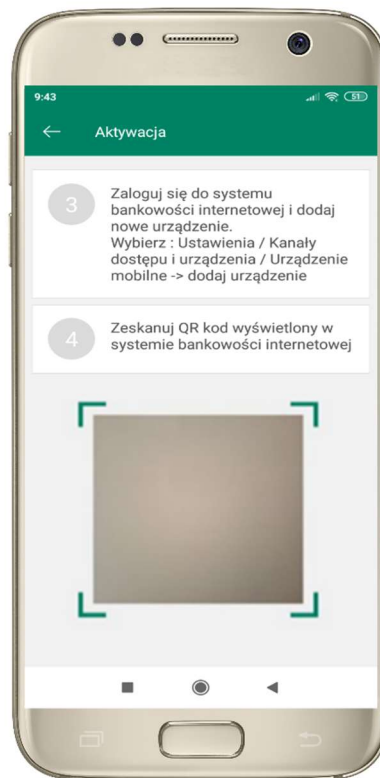 9:43
51
Aktywacja
3
Zaloguj się do systemu
bankowości internetowej i dodaj
nowe urządzenie.
Wybierz : Ustawienia / Kanały
dostępu i urządzenia / Urządzenie
mobilne -> dodaj urządzenie
4
Zeskanuj QR kod wyświetlony w
systemie bankowości internetowej